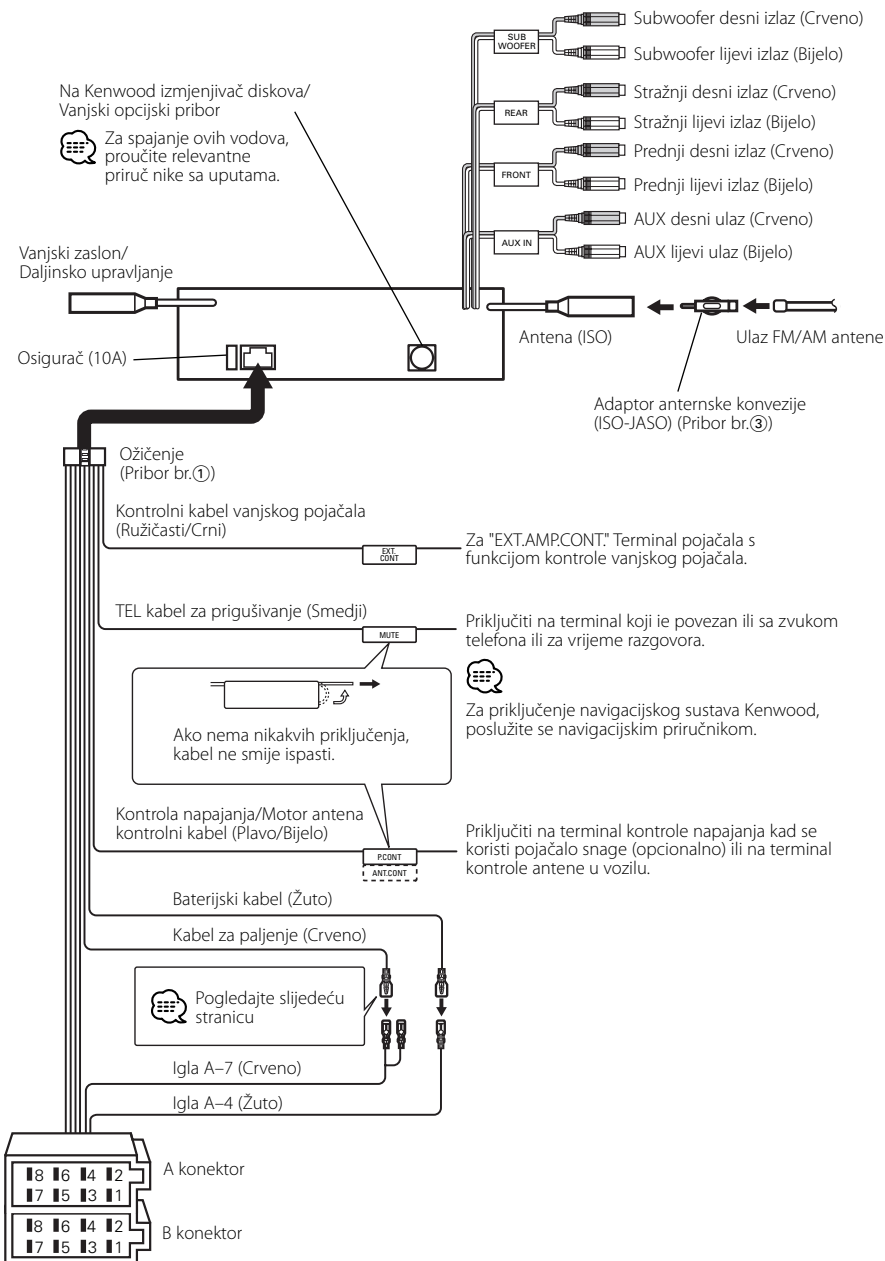 SUB
WOOFER
Subwoofer desni izlaz (Crveno)
Subwoofer lijevi izlaz (Bijelo)
REAR
Stražnji desni izlaz (Crveno)
Stražnji lijevi izlaz (Bijelo)
FRONT
Prednji desni izlaz (Crveno)
Prednji lijevi izlaz (Bijelo)
AUX IN
AUX desni ulaz (Crveno)
AUX lijevi ulaz (Bijelo)
Na Kenwood izmjenjivač diskova/
Vanjski opcijski pribor
Za spajanje ovih vodova,
proučite relevantne
priruč nike sa uputama.
Vanjski zaslon/
Daljinsko upravljanje
Antena (ISO)
Ulaz FM/AM antene
Osigurač (10A)
Adaptor anternske konvezije
(ISO-JASO) (Pribor br.③)
Ožičenje
(Pribor br.①)
Kontrolni kabel vanjskog pojačala
(Ružičasti/Crni)
EXT.
CONT
Za "EXT.AMP.CONT." Terminal pojačala s
funkcijom kontrole vanjskog pojačala.
TEL kabel za prigušivanje (Smedji)
MUTE
Priključiti na terminal koji ie povezan ili sa zvukom
telefona ili za vrijeme razgovora.
Za priključenje navigacijskog sustava Kenwood,
poslužite se navigacijskim priručnikom.
Ako nema nikakvih priključenja,
kabel ne smije ispasti.
Kontrola napajanja/Motor antena
kontrolni kabel (Plavo/Bijelo)
P.CONT
ANT.CONT
Priključiti na terminal kontrole napajanja kad se
koristi pojačalo snage (opcionalno) ili na terminal
kontrole antene u vozilu.
Baterijski kabel (Žuto)
Kabel za paljenje (Crveno)
Pogledajte slijedeću
stranicu
Igla A–7 (Crveno)
Igla A–4 (Žuto)
8 6 4 2
7 5 3 1
A konektor
8 6 4 2
7 5 3 1
B konektor